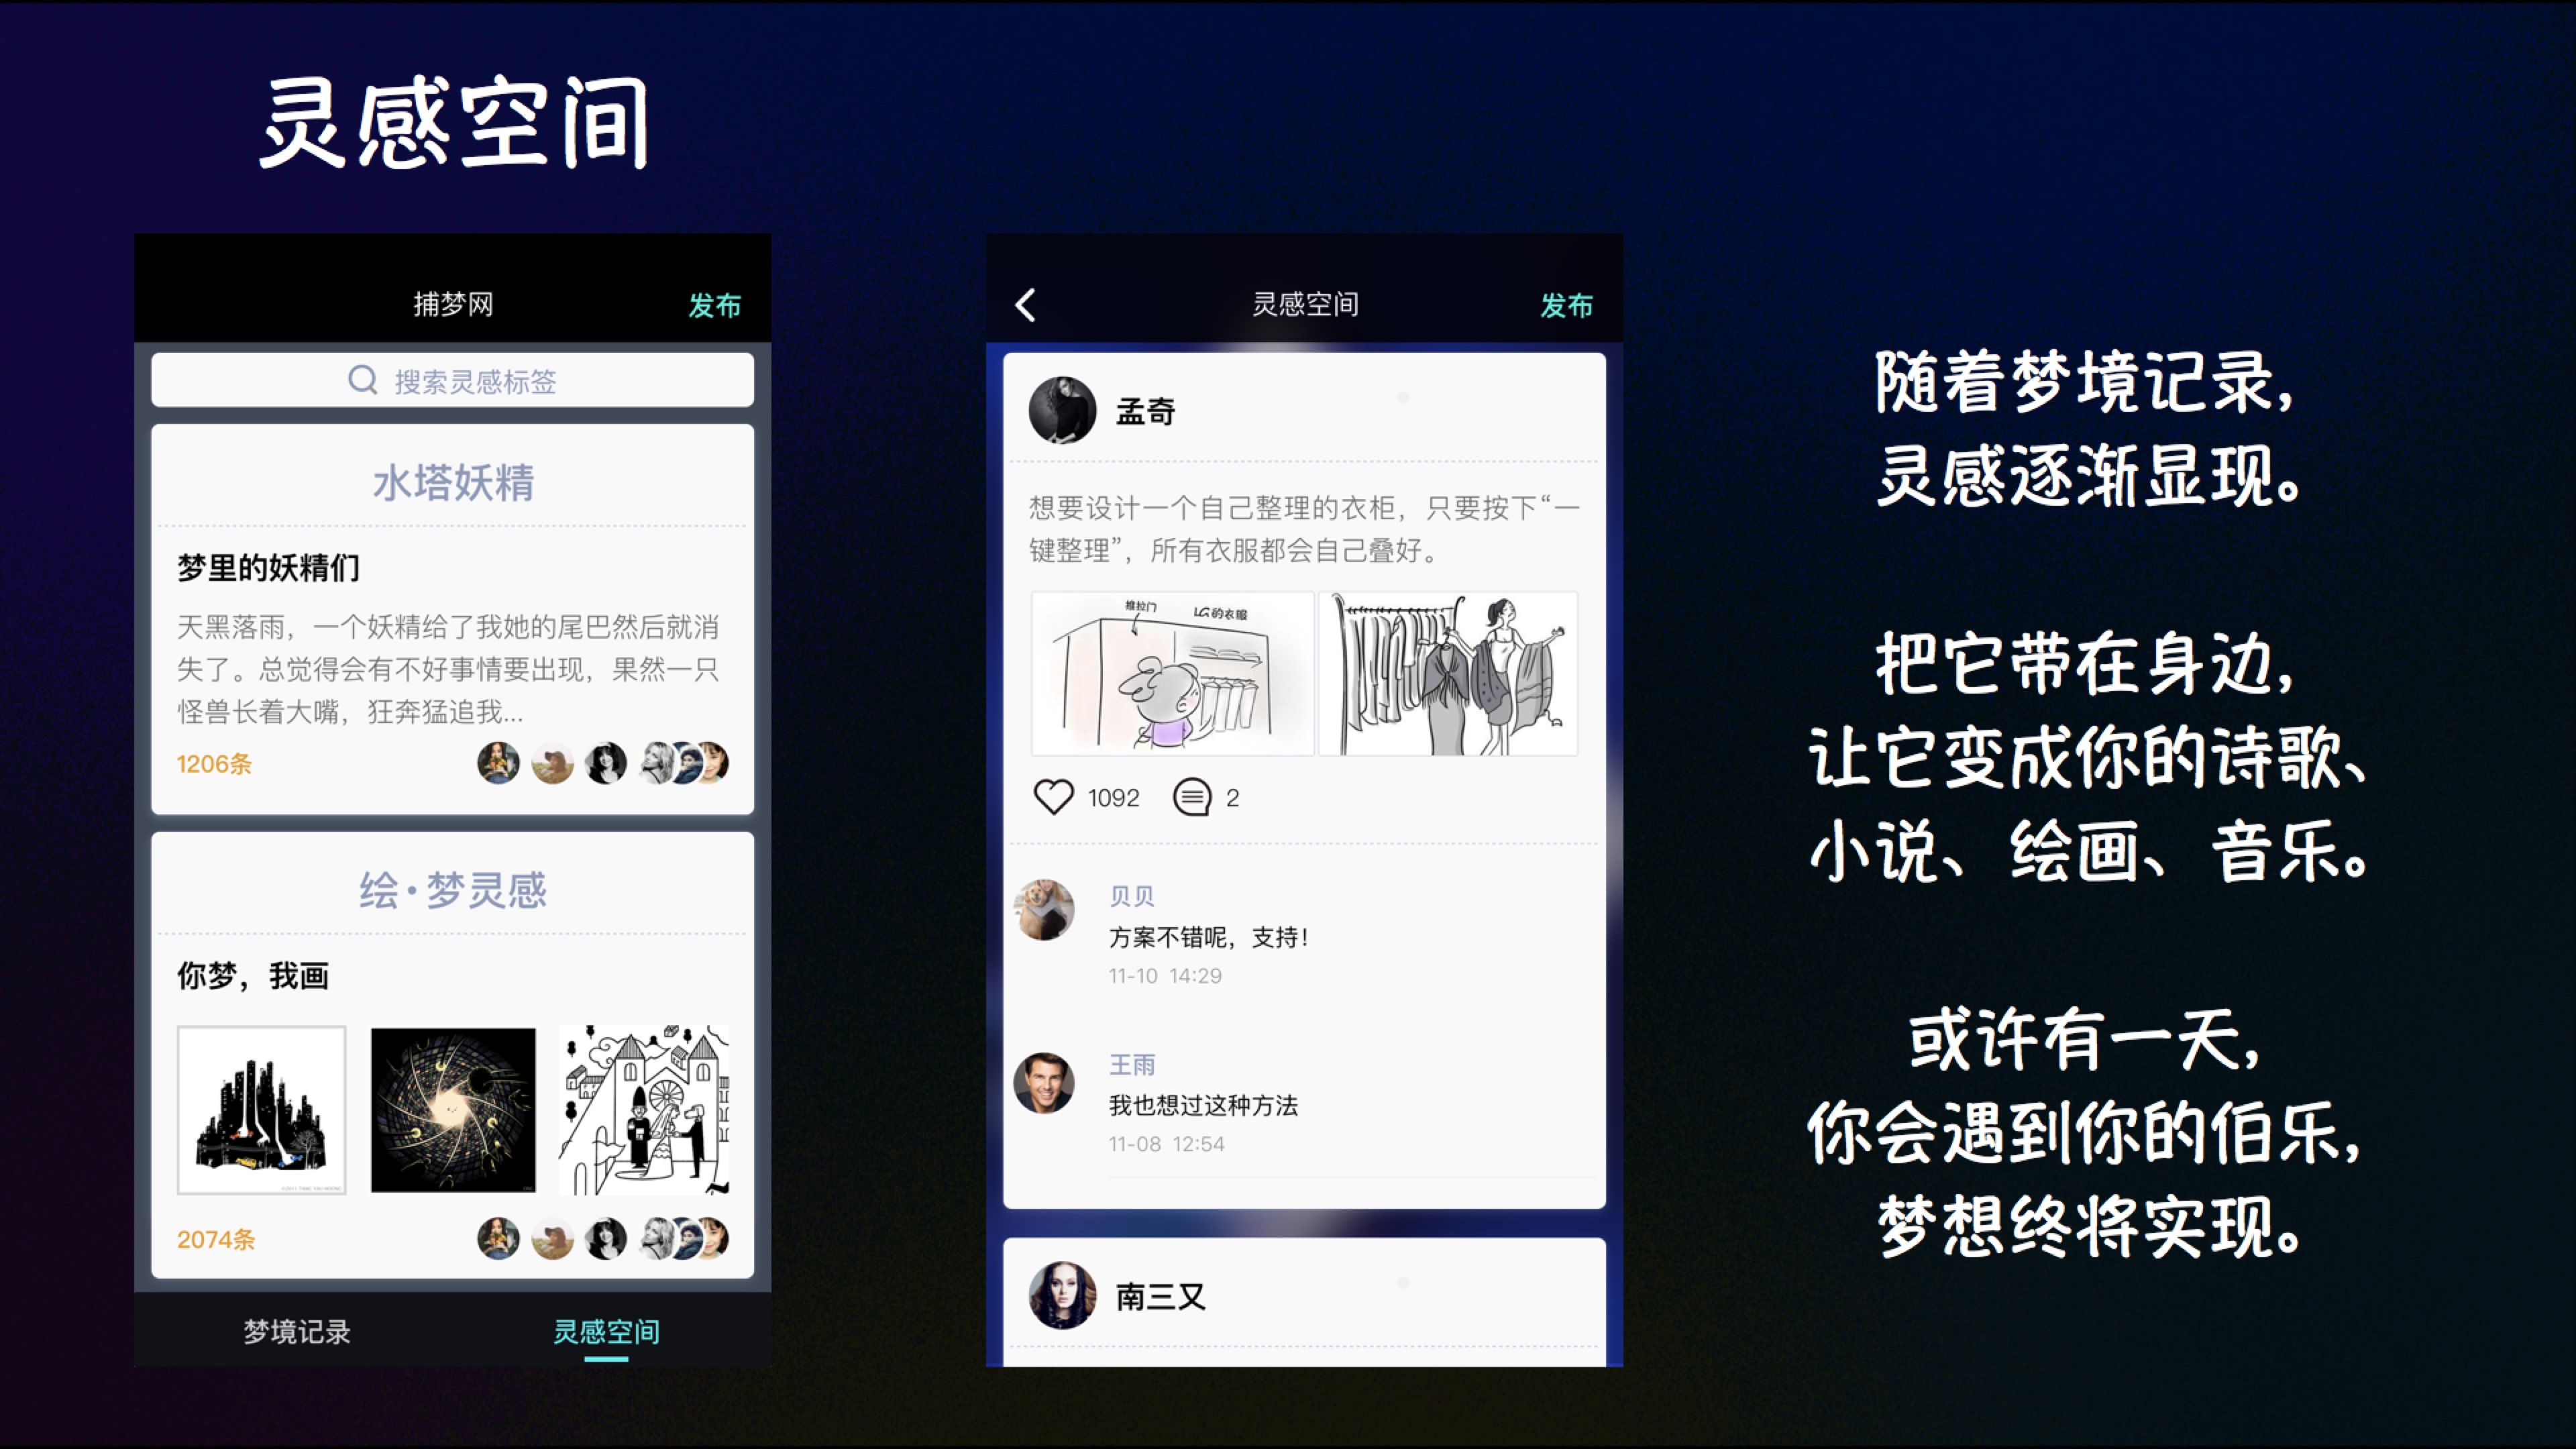 灵感空间
捕梦网
发布
搜索灵感标签
水塔妖精
梦里的妖精们
天黑落雨，一个妖精给了我她的尾巴然后就消
失了。总觉得会有不好事情要出现，果然一只
怪兽长着大嘴，狂奔猛追我...
1206条
绘·梦灵感
你梦，我画
2074条
梦境记录
灵感空间
灵感空间
发布
孟奇
想要设计一个自己整理的衣柜，只要按下“一
键整理”，所有衣服都会自己叠好。
推拉门
LG的衣服
1092
2
贝贝
方案不错呢，支持！
11-10 14:29
王雨
我也想过这种方法
11-08 12:54
南三又
随着梦境记录，
灵感逐渐显现。
把它带在身边，
让它变成你的诗歌、
小说、绘画、音乐。
或许有一天，
你会遇到你的伯乐，
梦想终将实现。